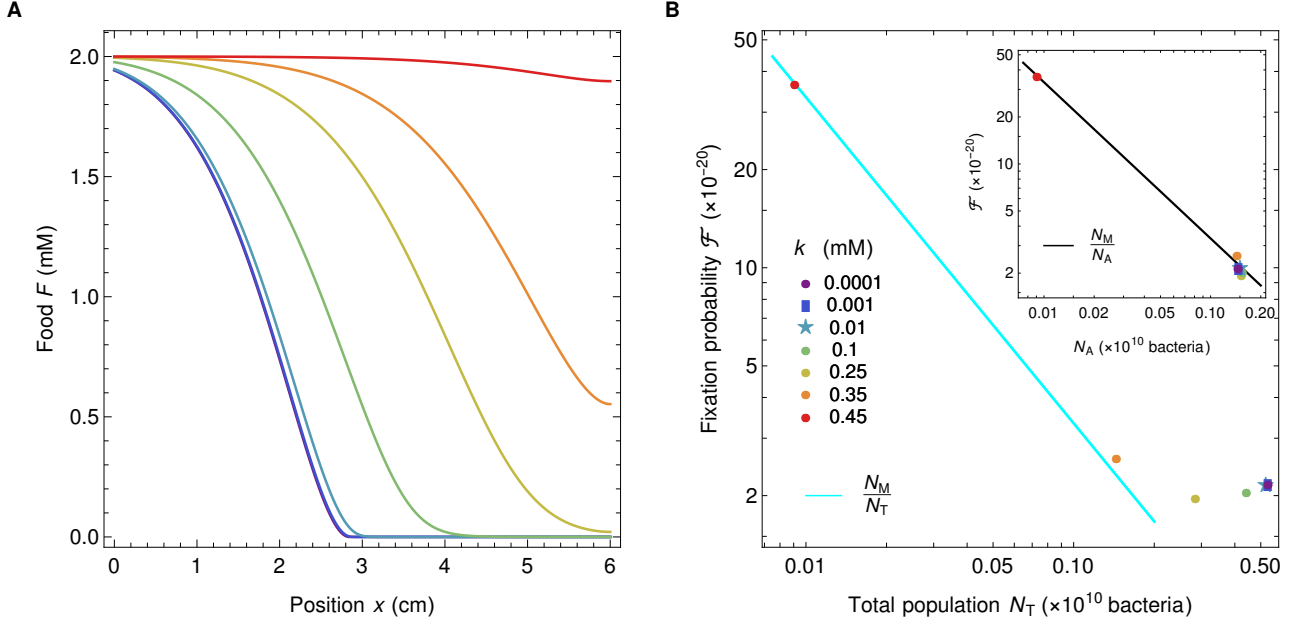 A
Food F (mM)
2.0
1.5
1.0
0.5
0.0
0 1 2 3 4 5 6
Position x (cm)
B
Fixation probability ℱ (×10⁻²⁰)
50
20
10
5
2
k (mM)
0.0001
0.001
0.01
0.1
0.25
0.35
0.45
N_M
N_T
0.01 0.05 0.10 0.50
Total population N_T (×10¹⁰ bacteria)
ℱ (×10⁻²⁰)
50
20
10
50
2
N_M
N_A
0.01 0.02 0.05 0.10 0.20
N_A (×10¹⁰ bacteria)